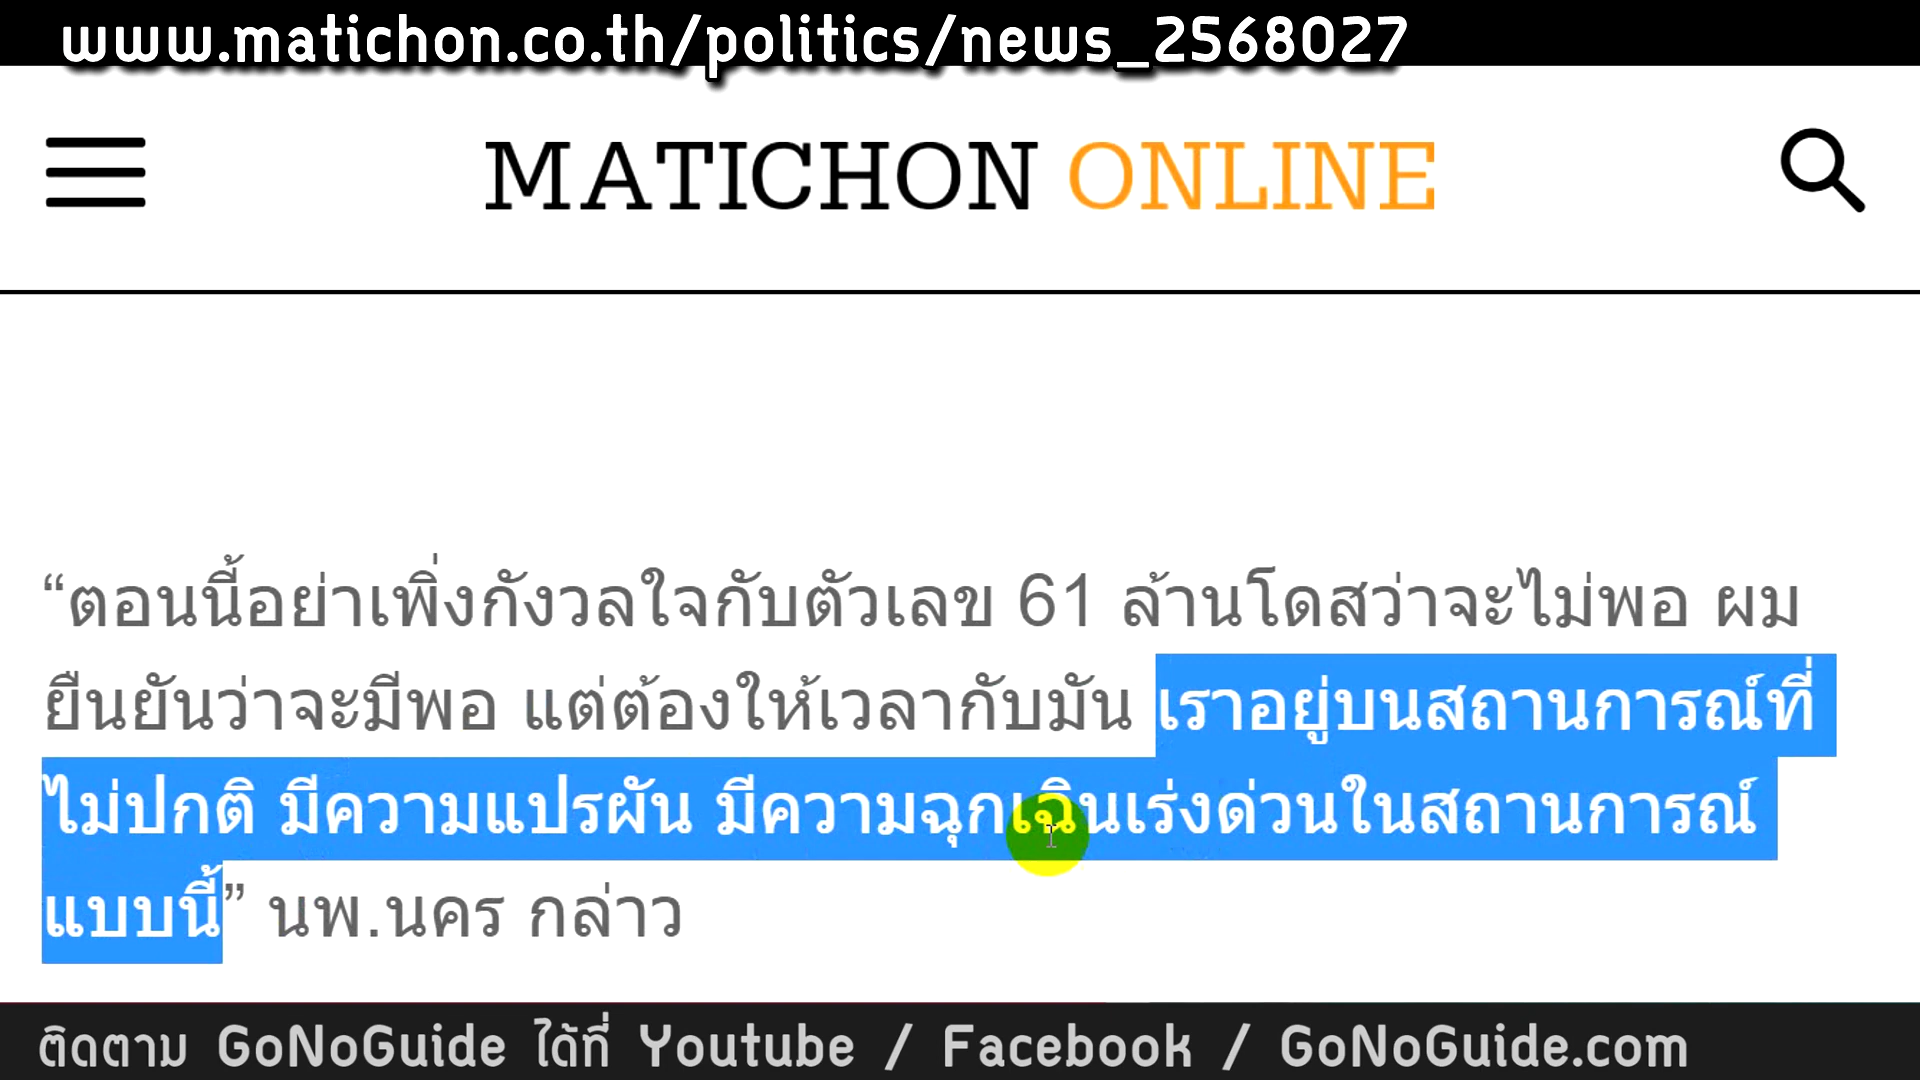 www.matichon.co.th/politics/news_2568027
MATICHON ONLINE
“ตอนนี้อย่าเพิ่งกังวลใจกับตัวเลข 61 ล้านโดสว่าจะไม่พอ ผม
ยืนยันว่าจะมีพอ แต่ต้องให้เวลากับมัน เราอยู่บนสถานการณ์ที่
ไม่ปกติ มีความแปรผัน มีความฉุกเฉินเร่งด่วนในสถานการณ์
แบบนี้” นพ.นคร กล่าว
ติดตาม GoNoGuide ได้ที่ Youtube / Facebook / GoNoGuide.com